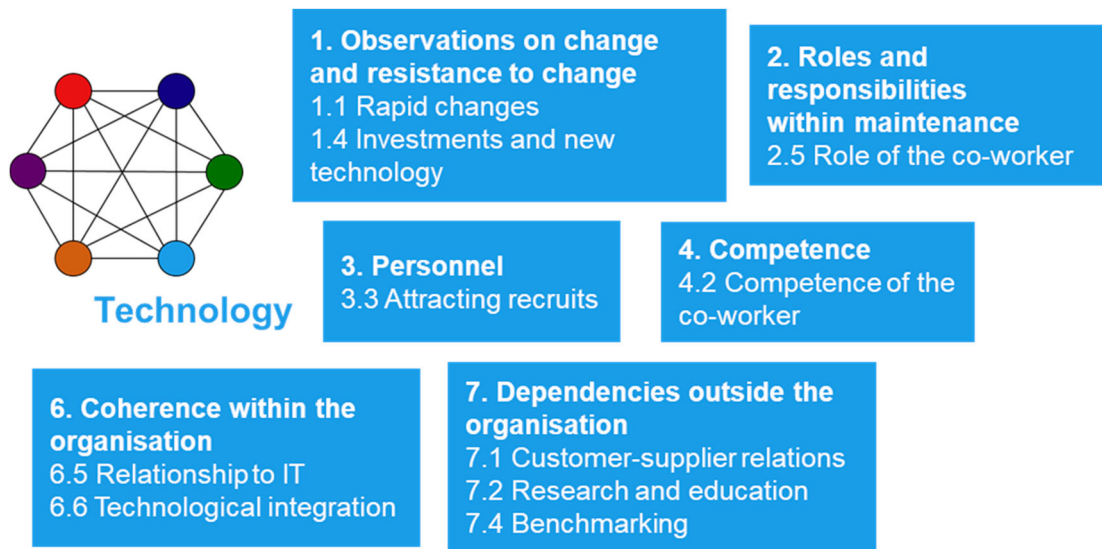 1. Observations on change
and resistance to change
1.1 Rapid changes
1.4 Investments and new
technology
2. Roles and
responsibilities
within maintenance
2.5 Role of the co-worker
3. Personnel
3.3 Attracting recruits
4. Competence
4.2 Competence of the
co-worker
Technology
6. Coherence within the
organisation
6.5 Relationship to IT
6.6 Technological integration
7. Dependencies outside the
organisation
7.1 Customer-supplier relations
7.2 Research and education
7.4 Benchmarking